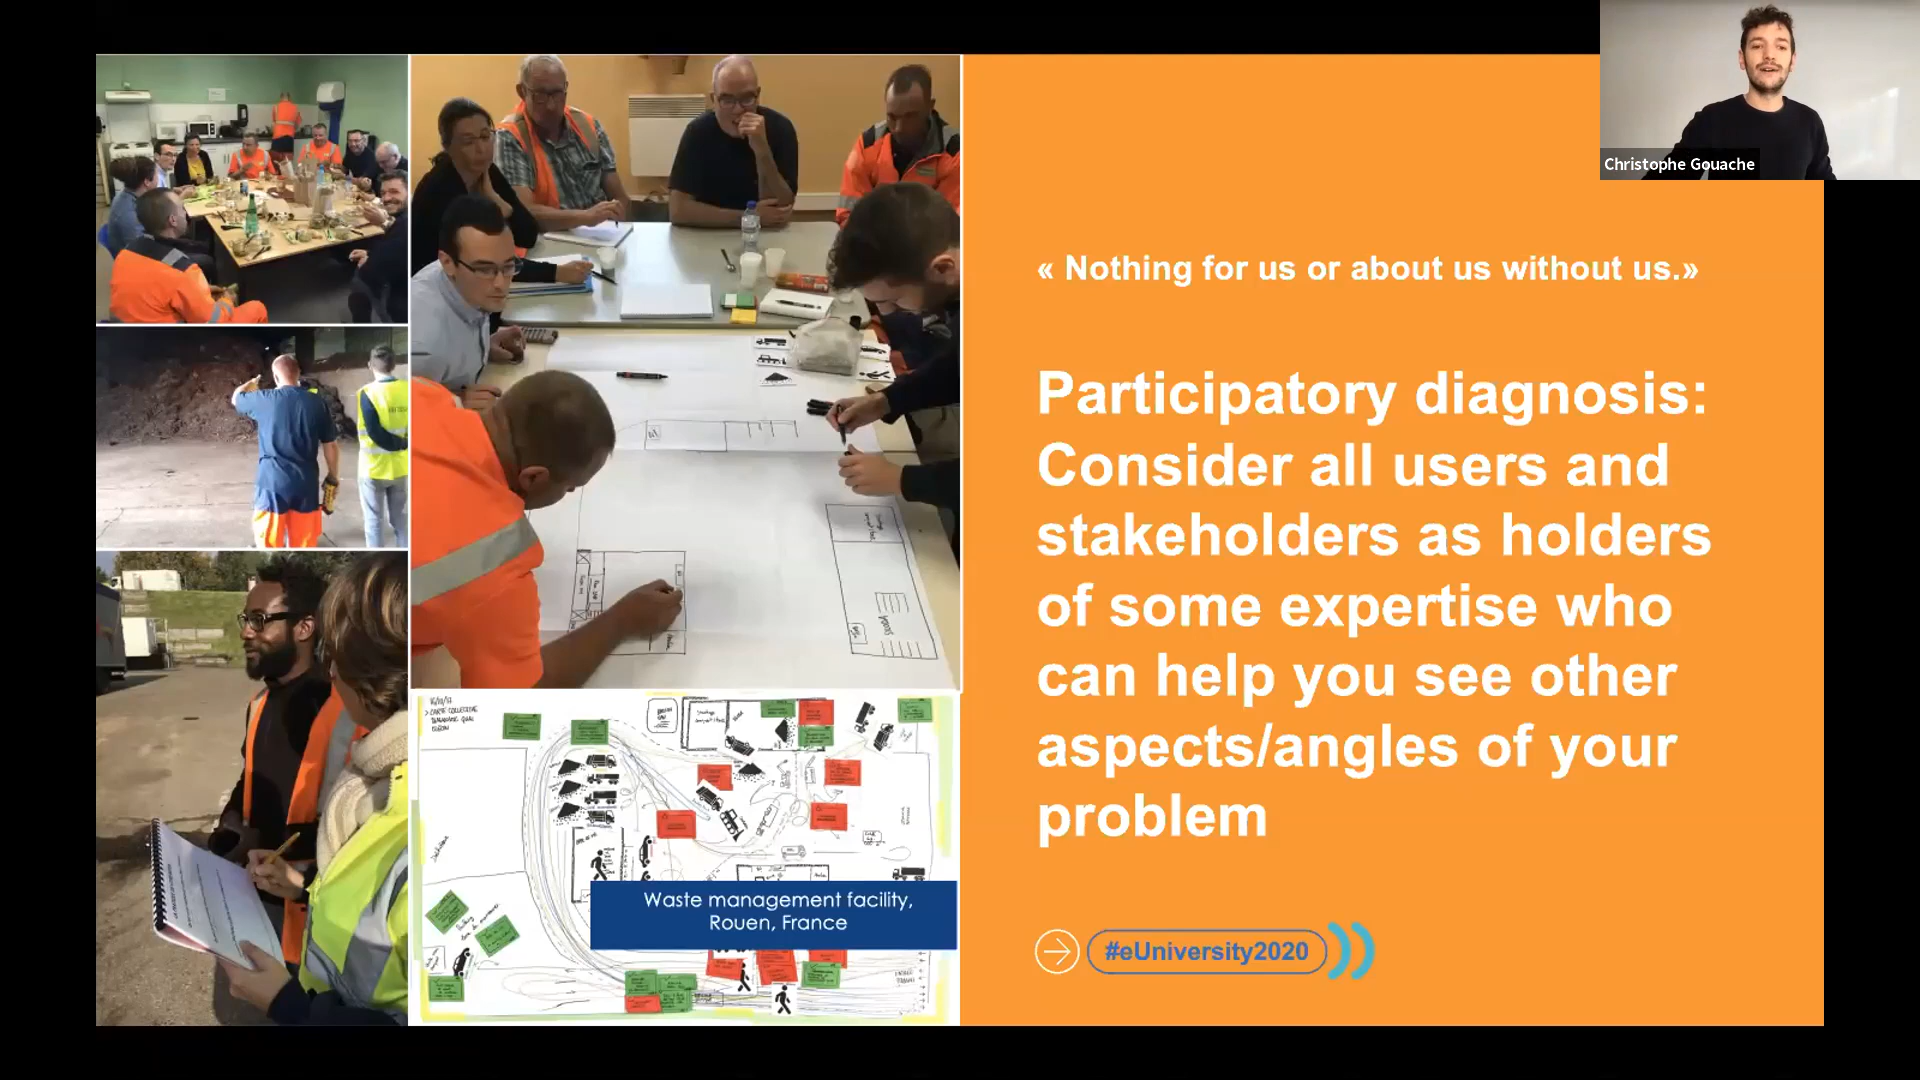 Christophe Gouache
« Nothing for us or about us without us.»
Participatory diagnosis:
Consider all users and
stakeholders as holders
of some expertise who
can help you see other
aspects/angles of your
problem
#eUniversity2020
CARTE COLLECTIVE
Waste management facility,
Rouen, France